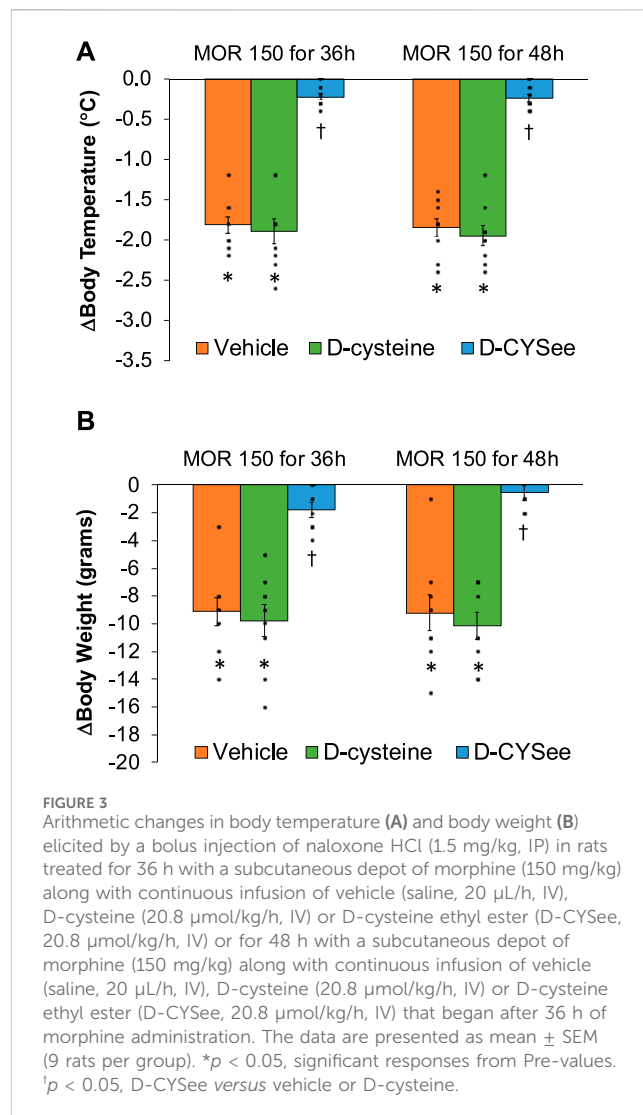 A
MOR 150 for 36h MOR 150 for 48h
0.0
-0.5
-1.0
-1.5
-2.0
-2.5
-3.0
-3.5
ΔBody Temperature (°C)
† †
* * * *
Vehicle D-cysteine D-CYSee
B
MOR 150 for 36h MOR 150 for 48h
0
-2
-4
-6
-8
-10
-12
-14
-16
-18
-20
ΔBody Weight (grams)
† †
* * * *
Vehicle D-cysteine D-CYSee
FIGURE 3
Arithmetic changes in body temperature (A) and body weight (B)
elicited by a bolus injection of naloxone HCl (1.5 mg/kg, IP) in rats
treated for 36 h with a subcutaneous depot of morphine (150 mg/kg)
along with continuous infusion of vehicle (saline, 20 µL/h, IV),
D-cysteine (20.8 µmol/kg/h, IV) or D-cysteine ethyl ester (D-CYSee,
20.8 µmol/kg/h, IV) or for 48 h with a subcutaneous depot of
morphine (150 mg/kg) along with continuous infusion of vehicle
(saline, 20 µL/h, IV), D-cysteine (20.8 µmol/kg/h, IV) or D-cysteine
ethyl ester (D-CYSee, 20.8 µmol/kg/h, IV) that began after 36 h of
morphine administration. The data are presented as mean ± SEM
(9 rats per group). *p < 0.05, significant responses from Pre-values.
†p < 0.05, D-CYSee versus vehicle or D-cysteine.